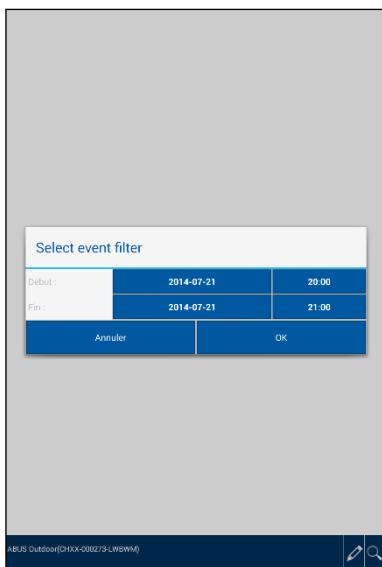 Select event filter
Début : 2014-07-21 20:00
Fin : 2014-07-21 21:00
Annuler OK
ABUS Outdoor(CHXX-000273-LWBWM)